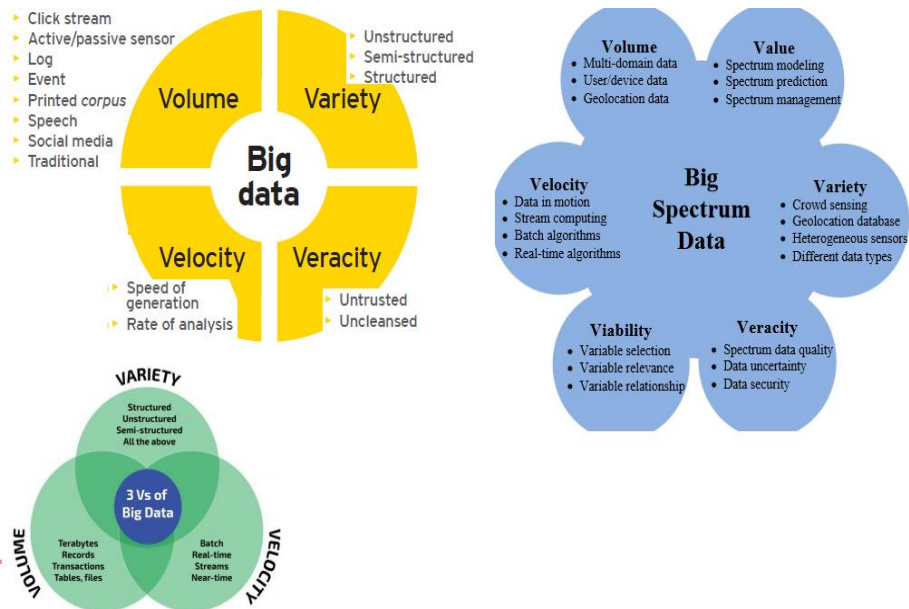 Click stream
Active/passive sensor
Log
Event
Printed corpus
Speech
Social media
Traditional
Volume
Unstructured
Semi-structured
Structured
Variety
Big
data
Velocity
Speed of
generation
Rate of analysis
Veracity
Untrusted
Uncleansed
Volume
Multi-domain data
User/device data
Geolocation data
Value
Spectrum modeling
Spectrum prediction
Spectrum management
Velocity
Data in motion
Stream computing
Batch algorithms
Real-time algorithms
Big
Spectrum
Data
Variety
Crowd sensing
Geolocation database
Heterogeneous sensors
Different data types
Viability
Variable selection
Variable relevance
Variable relationship
Veracity
Spectrum data quality
Data uncertainty
Data security
VARIETY
Structured
Unstructured
Semi-structured
All the above
3 Vs of
Big Data
VOLUME
Terabytes
Records
Transactions
Tables, files
VELOCITY
Batch
Real-time
Streams
Near-time